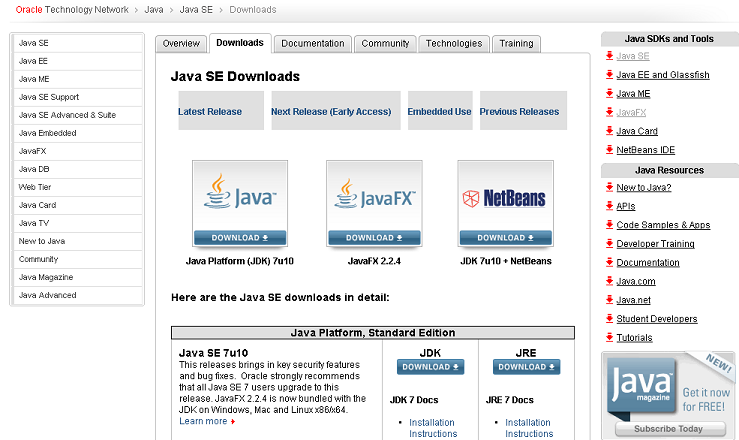 Oracle Technology Network > Java > Java SE > Downloads
Java SE
Java EE
Java ME
Java SE Support
Java SE Advanced & Suite
Java Embedded
JavaFX
Java DB
Web Tier
Java Card
Java TV
New to Java
Community
Java Magazine
Java Advanced
Overview Downloads Documentation Community Technologies Training
Java SE Downloads
Latest Release Next Release (Early Access) Embedded Use Previous Releases
Java™ JavaFX™ NetBeans
DOWNLOAD DOWNLOAD DOWNLOAD
Java Platform (JDK) 7u10 JavaFX 2.2.4 JDK 7u10 + NetBeans
Here are the Java SE downloads in detail:
Java Platform, Standard Edition
Java SE 7u10
This releases brings in key security features
and bug fixes. Oracle strongly recommends
that all Java SE 7 users upgrade to this
release. JavaFX 2.2.4 is now bundled with the
JDK on Windows, Mac and Linux x86/x64.
Learn more
JDK
DOWNLOAD
JDK 7 Docs
• Installation
Instructions
JRE
DOWNLOAD
JRE 7 Docs
• Installation
Instructions
Java SDKs and Tools
Java SE
Java EE and Glassfish
Java ME
JavaFX
Java Card
NetBeans IDE
Java Resources
New to Java?
APIs
Code Samples & Apps
Developer Training
Documentation
Java.com
Java.net
Student Developers
Tutorials
NEW!
Java
magazine
Get it now
for FREE!
Subscribe Today